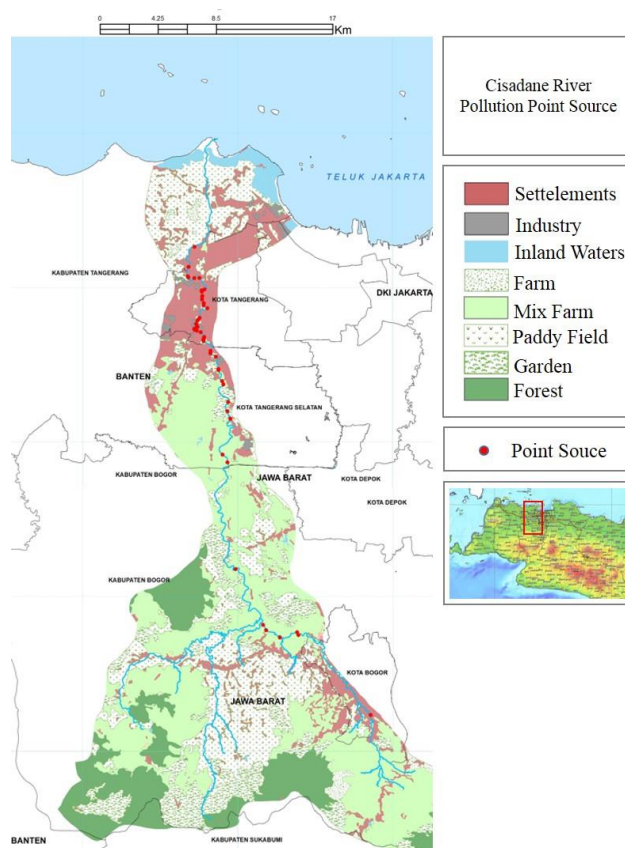 0 4.25 8.5 17
Km
Cisadane River
Pollution Point Source
TELUK JAKARTA
KABUPATEN TANGERANG
KOTA TANGERANG
DKI JAKARTA
BANTEN
KOTA TANGERANG SELATAN
KABUPATEN BOGOR
JAWA BARAT
KOTA DEPOK
KOTA DEPOK
KABUPATEN BOGOR
KOTA BOGOR
JAWA BARAT
BANTEN
KABUPATEN SUKABUMI
Settelements
Industry
Inland Waters
Farm
Mix Farm
Paddy Field
Garden
Forest
Point Souce